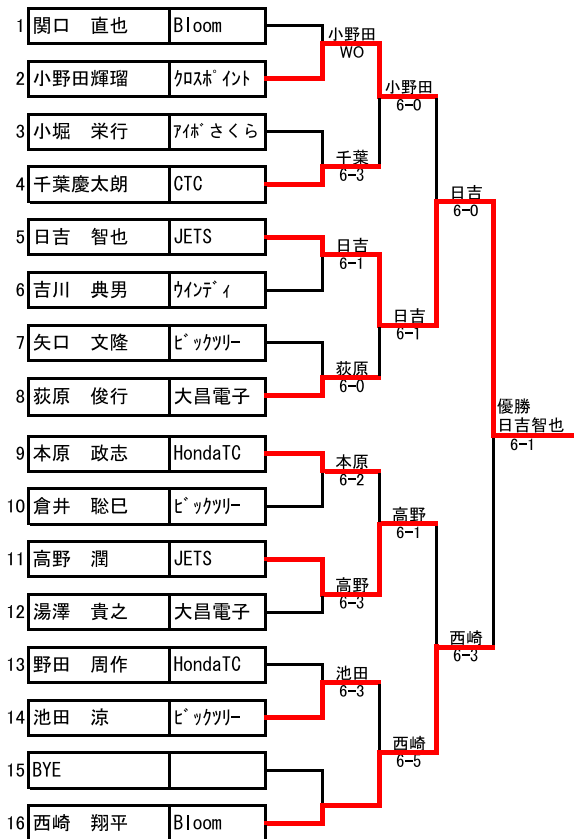 1 関口 直也 Bloom
2 小野田輝瑠 ｸﾛｽﾎﾟｲﾝﾄ
小野田
WO
3 小堀 栄行 ｱｲﾎﾞさくら
4 千葉慶太朗 CTC
千葉
6-3
小野田
6-0
5 日吉 智也 JETS
6 吉川 典男 ｳｲﾝﾃﾞｨ
日吉
6-1
7 矢口 文隆 ﾋﾞｯｸﾂﾘｰ
8 荻原 俊行 大昌電子
荻原
6-0
日吉
6-1
日吉
6-0
9 本原 政志 HondaTC
10 倉井 聡巳 ﾋﾞｯｸﾂﾘｰ
本原
6-2
11 高野 潤 JETS
12 湯澤 貴之 大昌電子
高野
6-3
高野
6-1
13 野田 周作 HondaTC
14 池田 涼 ﾋﾞｯｸﾂﾘｰ
池田
6-3
15 BYE
16 西崎 翔平 Bloom
西崎
6-5
西崎
6-3
優勝
日吉智也
6-1